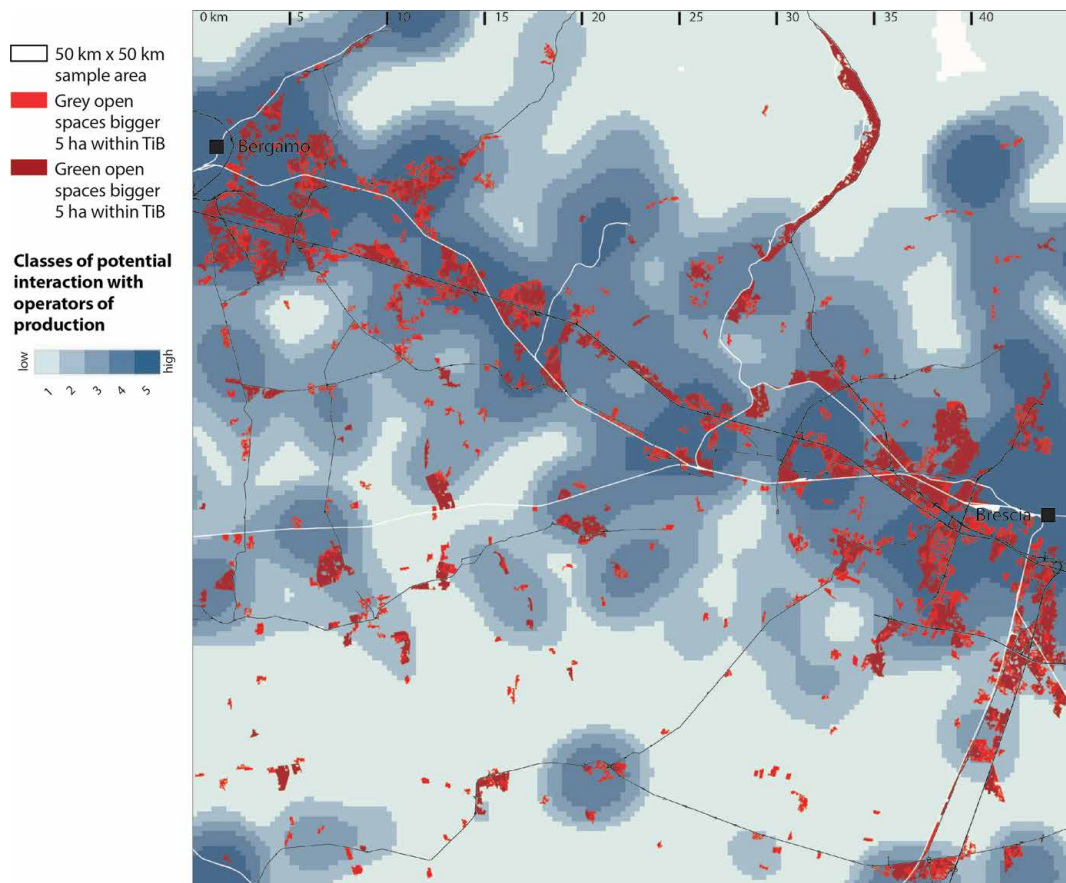 0 km 5 10 15 20 25 30 35 40
50 km x 50 km
sample area
Grey open
spaces bigger
5 ha within TiB
Green open
spaces bigger
5 ha within TiB
Classes of potential
interaction with
operators of
production
low high
1 2 3 4 5
Bergamo
Brescia